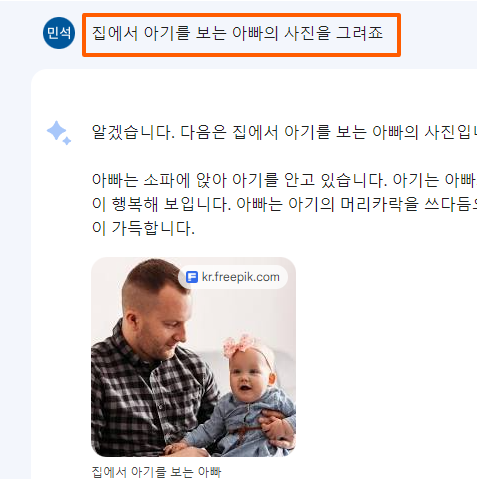 민석
집에서 아기를 보는 아빠의 사진을 그려죠
알겠습니다. 다음은 집에서 아기를 보는 아빠의 사진입
아빠는 소파에 앉아 아기를 안고 있습니다. 아기는 아빠
이 행복해 보입니다. 아빠는 아기의 머리카락을 쓰다듬으
이 가득합니다.
kr.freepik.com
집에서 아기를 보는 아빠